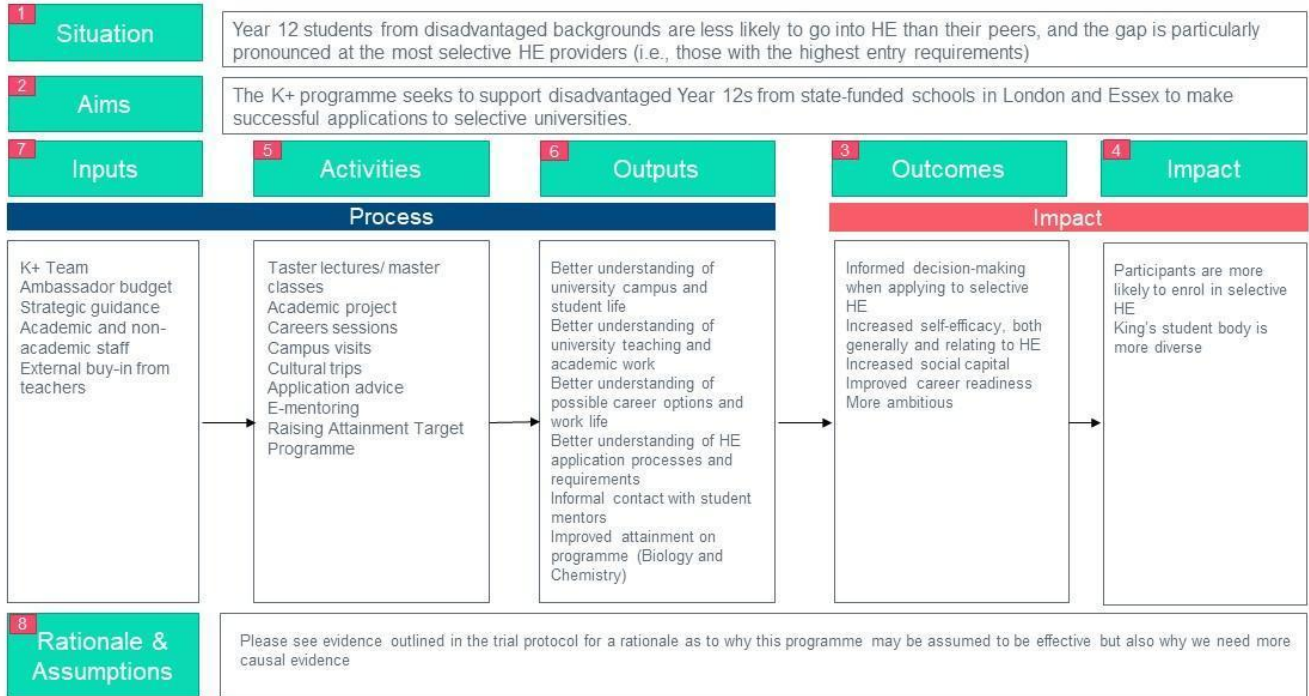 1
Situation
Year 12 students from disadvantaged backgrounds are less likely to go into HE than their peers, and the gap is particularly
pronounced at the most selective HE providers (i.e., those with the highest entry requirements)
2
Aims
The K+ programme seeks to support disadvantaged Year 12s from state-funded schools in London and Essex to make
successful applications to selective universities.
7
Inputs
5
Activities
6
Outputs
3
Outcomes
4
Impact
Process
Impact
K+ Team
Ambassador budget
Strategic guidance
Academic and non-
academic staff
External buy-in from
teachers
Taster lectures/ master
classes
Academic project
Careers sessions
Campus visits
Cultural trips
Application advice
E-mentoring
Raising Attainment Target
Programme
Better understanding of
university campus and
student life
Better understanding of
university teaching and
academic work
Better understanding of
possible career options and
work life
Better understanding of HE
application processes and
requirements
Informal contact with student
mentors
Improved attainment on
programme (Biology and
Chemistry)
Informed decision-making
when applying to selective
HE
Increased self-efficacy, both
generally and relating to HE
Increased social capital
Improved career readiness
More ambitious
Participants are more
likely to enrol in selective
HE
King's student body is
more diverse
8
Rationale &
Assumptions
Please see evidence outlined in the trial protocol for a rationale as to why this programme may be assumed to be effective but also why we need more
causal evidence